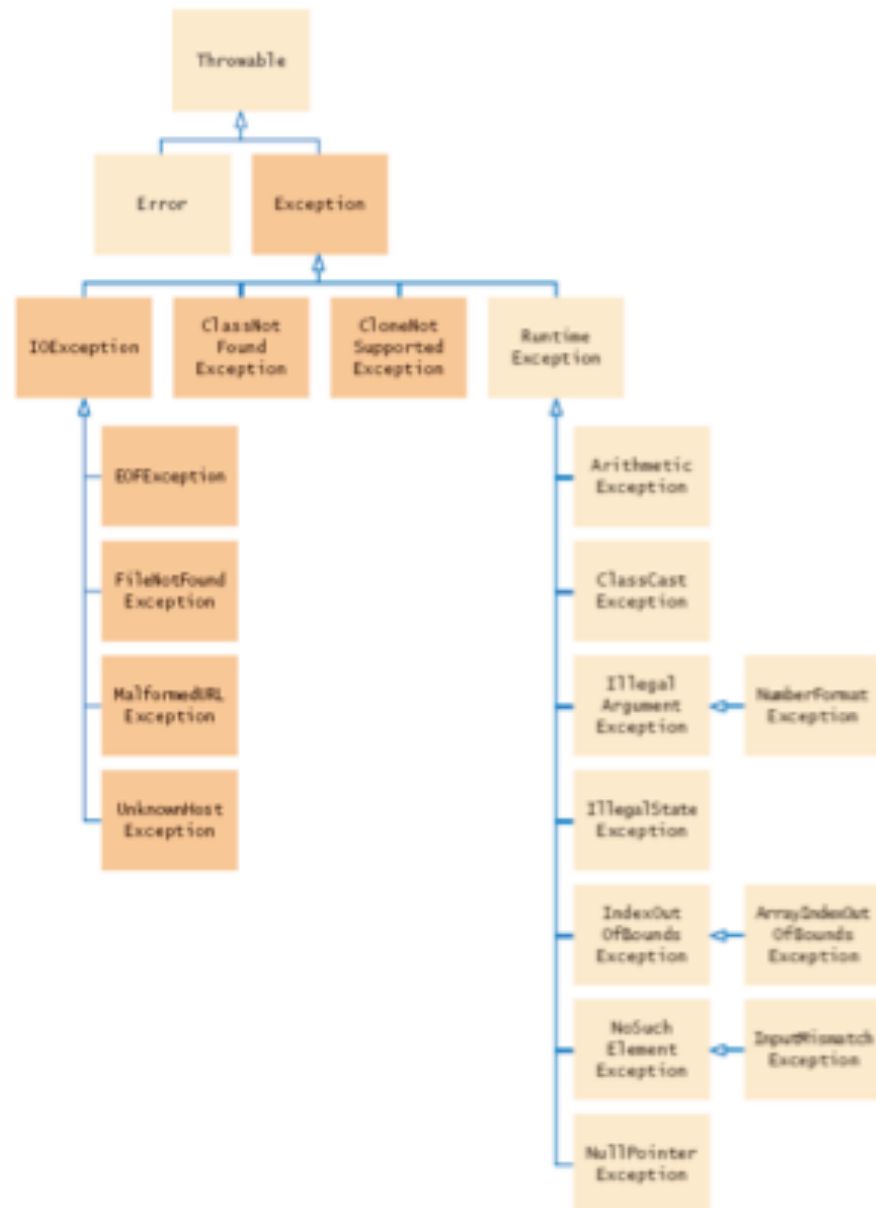 Throwable
Error
Exception
IOException
ClassNot
Found
Exception
CloneNot
Supported
Exception
Runtime
Exception
EOFException
FileNotFound
Exception
MalformedURL
Exception
UnknownHost
Exception
Arithmetic
Exception
ClassCast
Exception
Illegal
Argument
Exception
NumberFormat
Exception
IllegalState
Exception
IndexOut
OfBounds
Exception
ArrayIndexOut
OfBounds
Exception
NoSuch
Element
Exception
InputMismatch
Exception
NullPointer
Exception